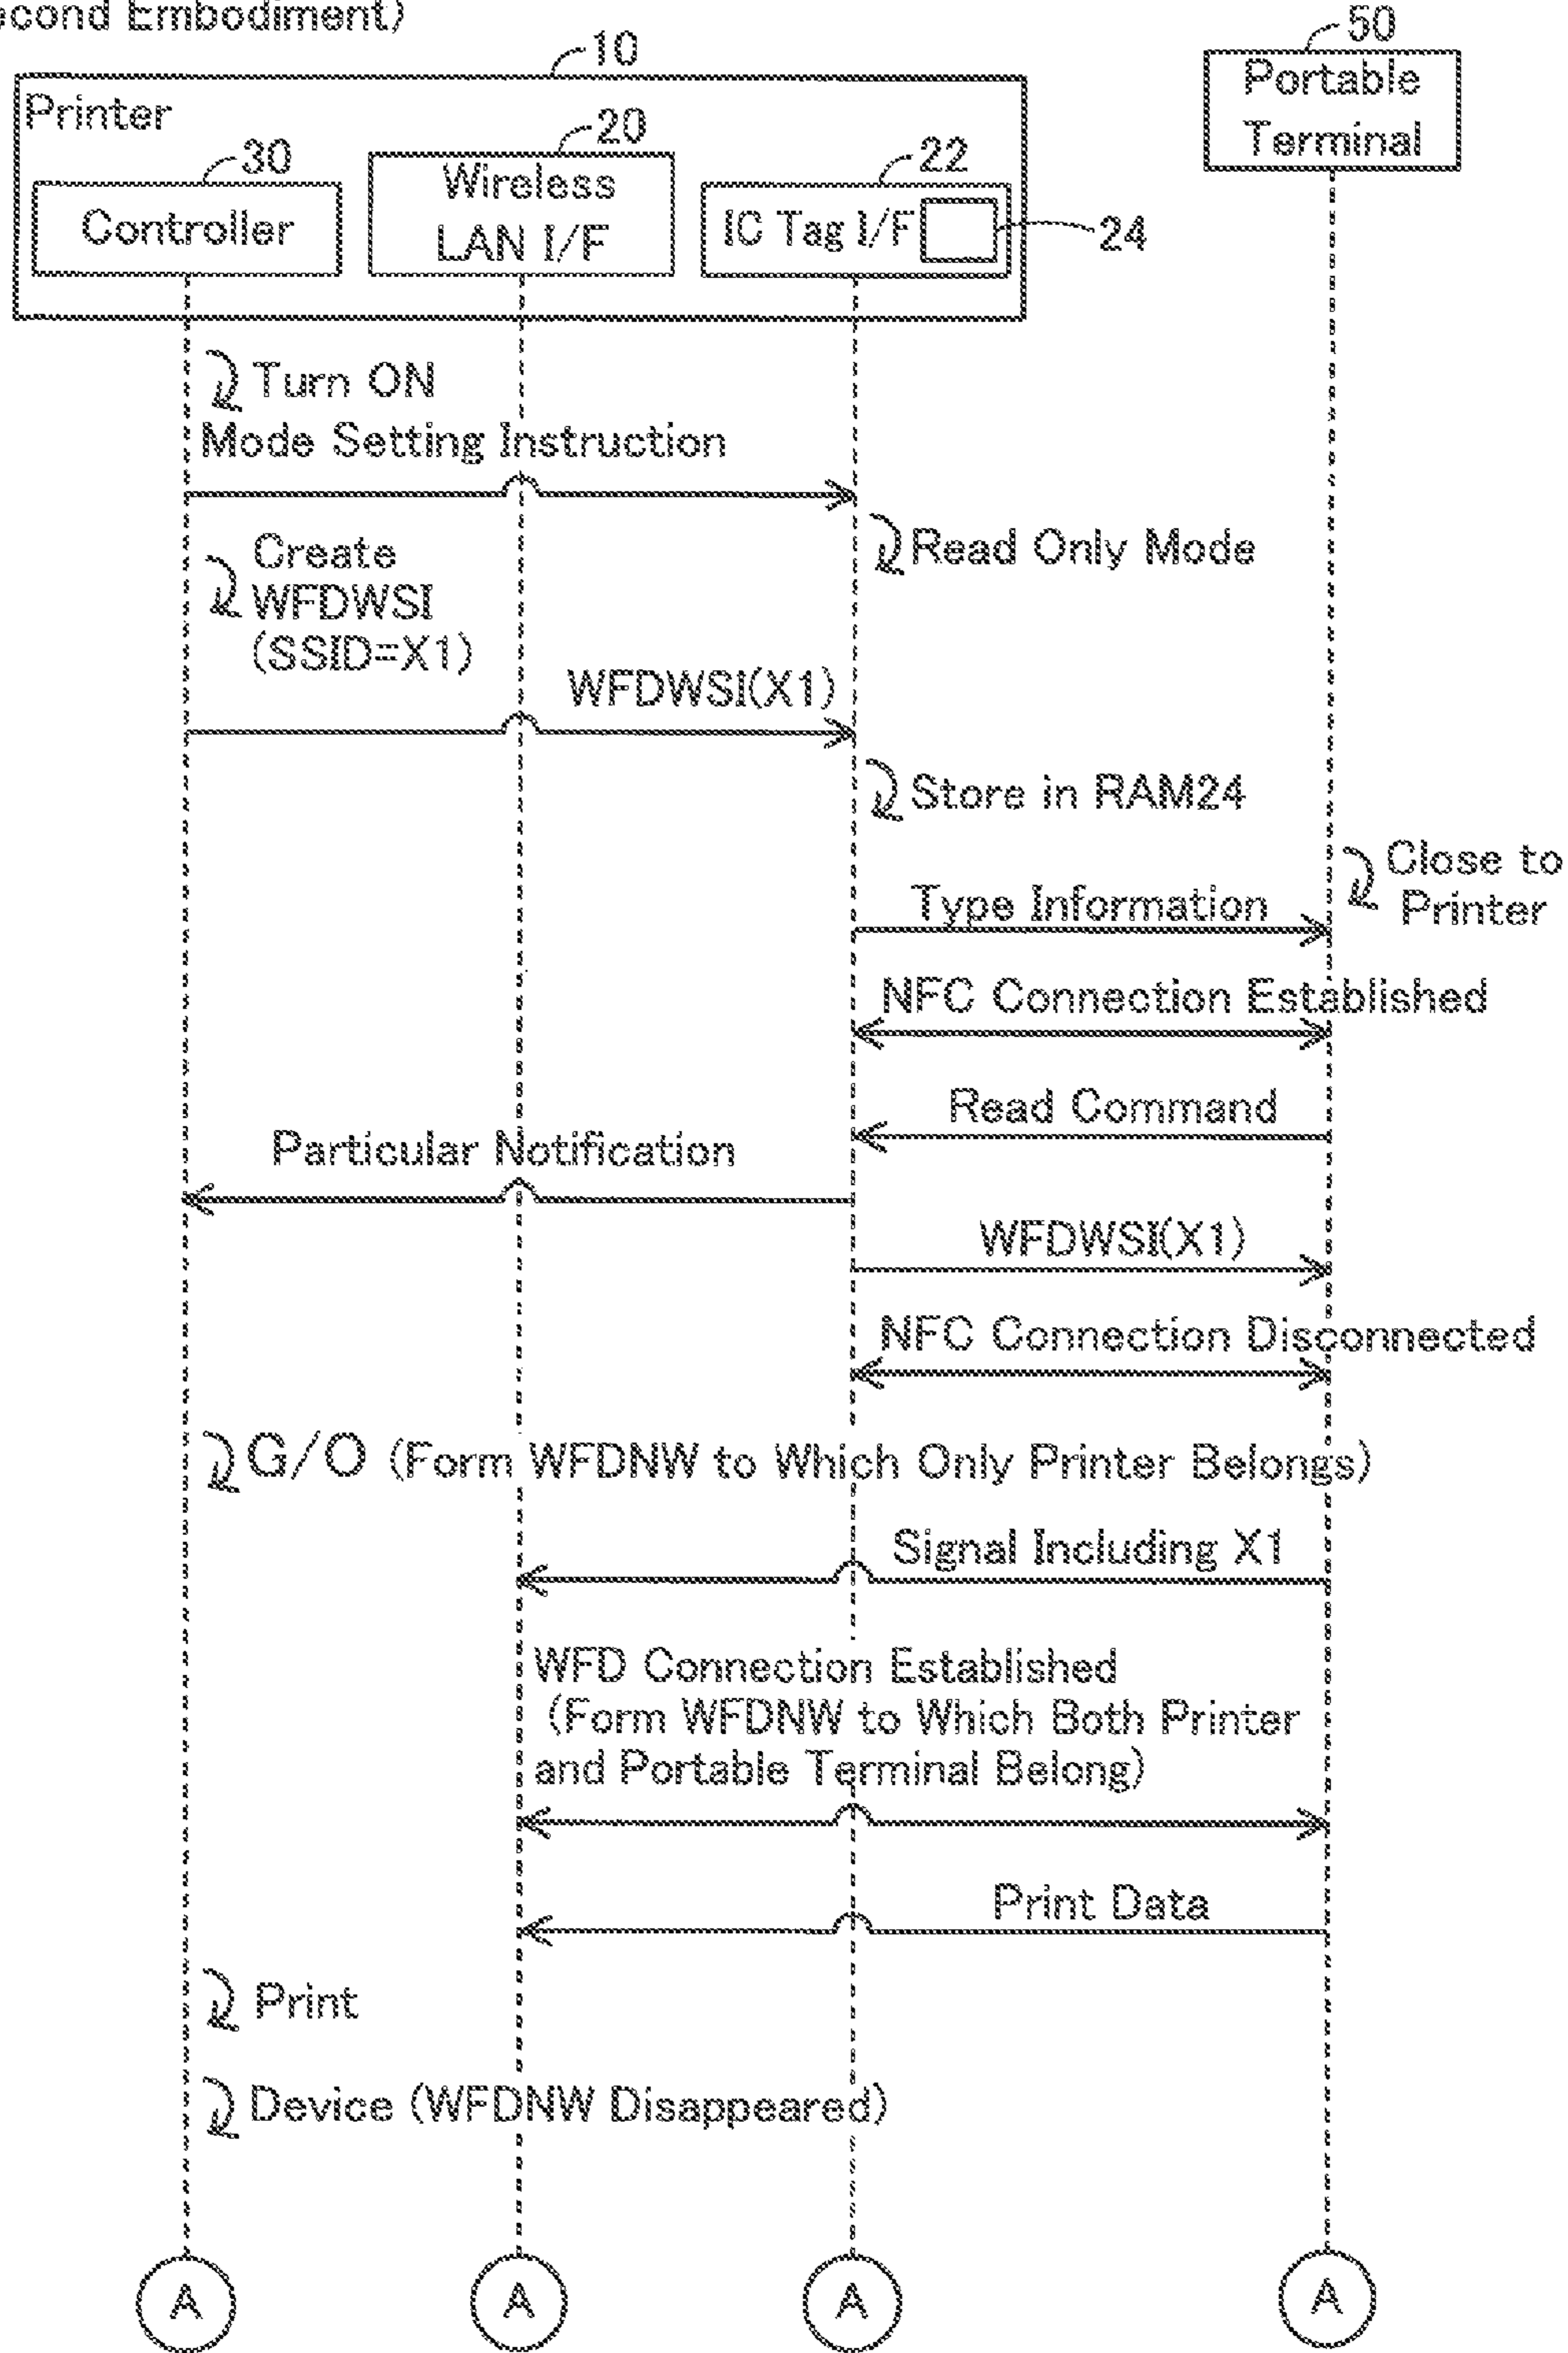 Embodiment)
10
50
Printer
Portable
Terminal
30
20
22
Controller
Wireless
LAN I/F
IC Tag I/F
24
Turn ON
Mode Setting Instruction
Read Only Mode
Create
WFDWSI
(SSID=X1)
WFDWSI(X1)
Store in RAM24
Close to
Printer
Type Information
NFC Connection Established
Read Command
Particular Notification
WFDWSI(X1)
NFC Connection Disconnected
G/O (Form WFDNW to Which Only Printer Belongs)
Signal Including X1
WFD Connection Established
(Form WFDNW to Which Both Printer
and Portable Terminal Belong)
Print Data
Print
Device (WFDNW Disappeared)
A
A
A
A